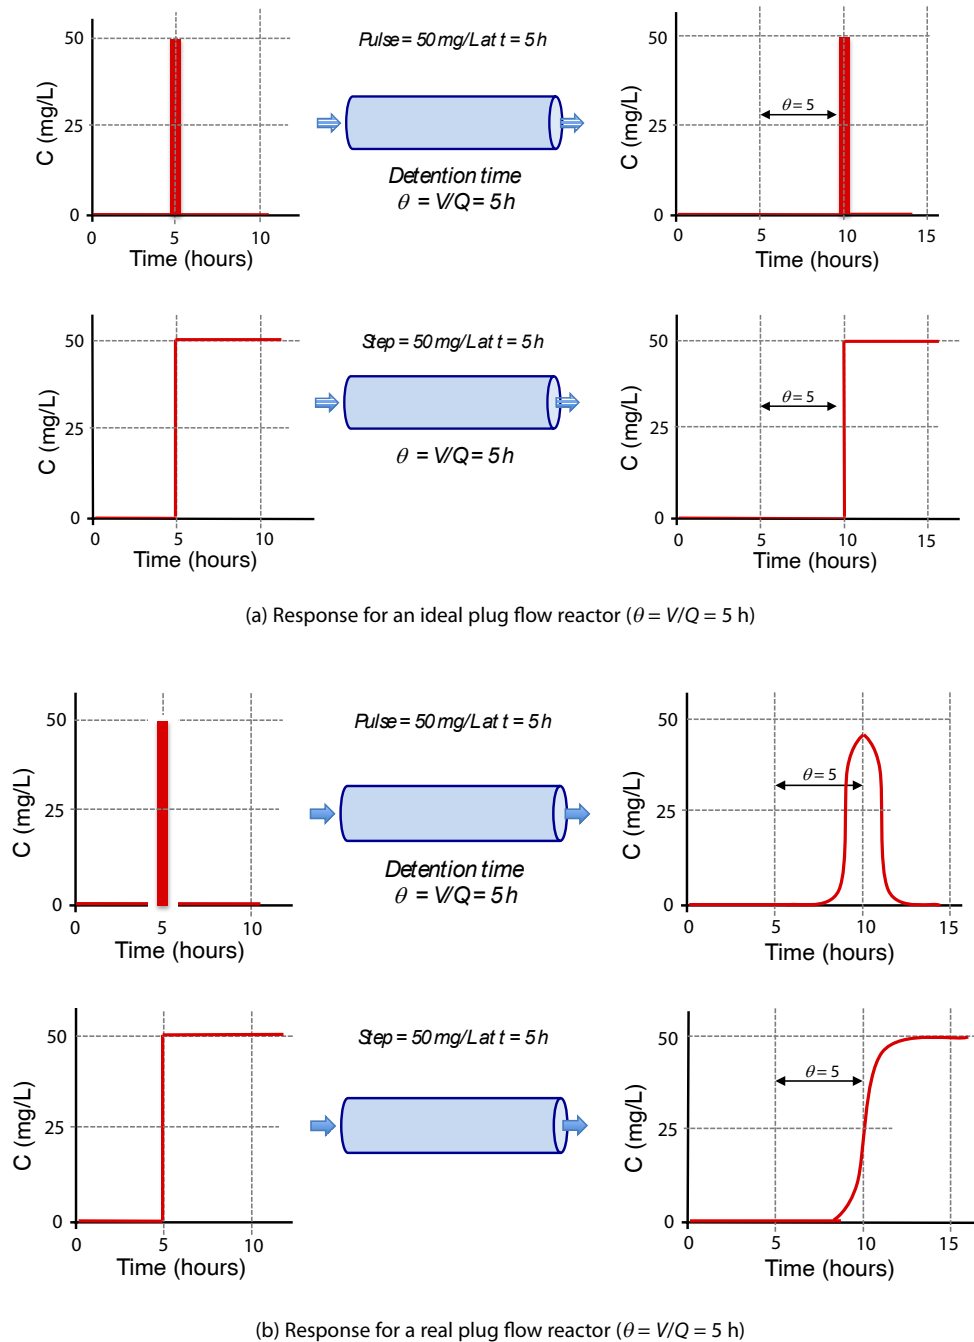 Pulse = 50 mg/L at t = 5 h
50
25
0
C (mg/L)
0
5
10
Time (hours)
Detention time
θ = V/Q = 5 h
50
25
0
C (mg/L)
θ = 5
0
5
10
15
Time (hours)
Step = 50 mg/L at t = 5 h
50
25
0
C (mg/L)
0
5
10
Time (hours)
θ = V/Q = 5 h
50
25
0
C (mg/L)
θ = 5
0
5
10
15
Time (hours)
(a) Response for an ideal plug flow reactor (θ = V/Q = 5 h)
Pulse = 50 mg/L at t = 5 h
50
25
0
C (mg/L)
0
5
10
Time (hours)
Detention time
θ = V/Q = 5 h
50
25
0
C (mg/L)
θ = 5
0
5
10
15
Time (hours)
Step = 50 mg/L at t = 5 h
50
25
0
C (mg/L)
0
5
10
Time (hours)
50
25
0
C (mg/L)
θ = 5
0
5
10
15
Time (hours)
(b) Response for a real plug flow reactor (θ = V/Q = 5 h)